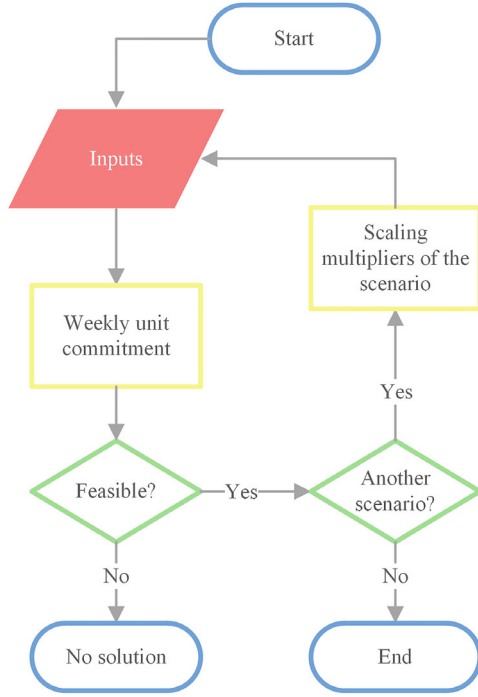 Start
Inputs
Scaling
multipliers of the
scenario
Weekly unit
commitment
Yes
Feasible?
Yes
Another
scenario?
No
No
No solution
End